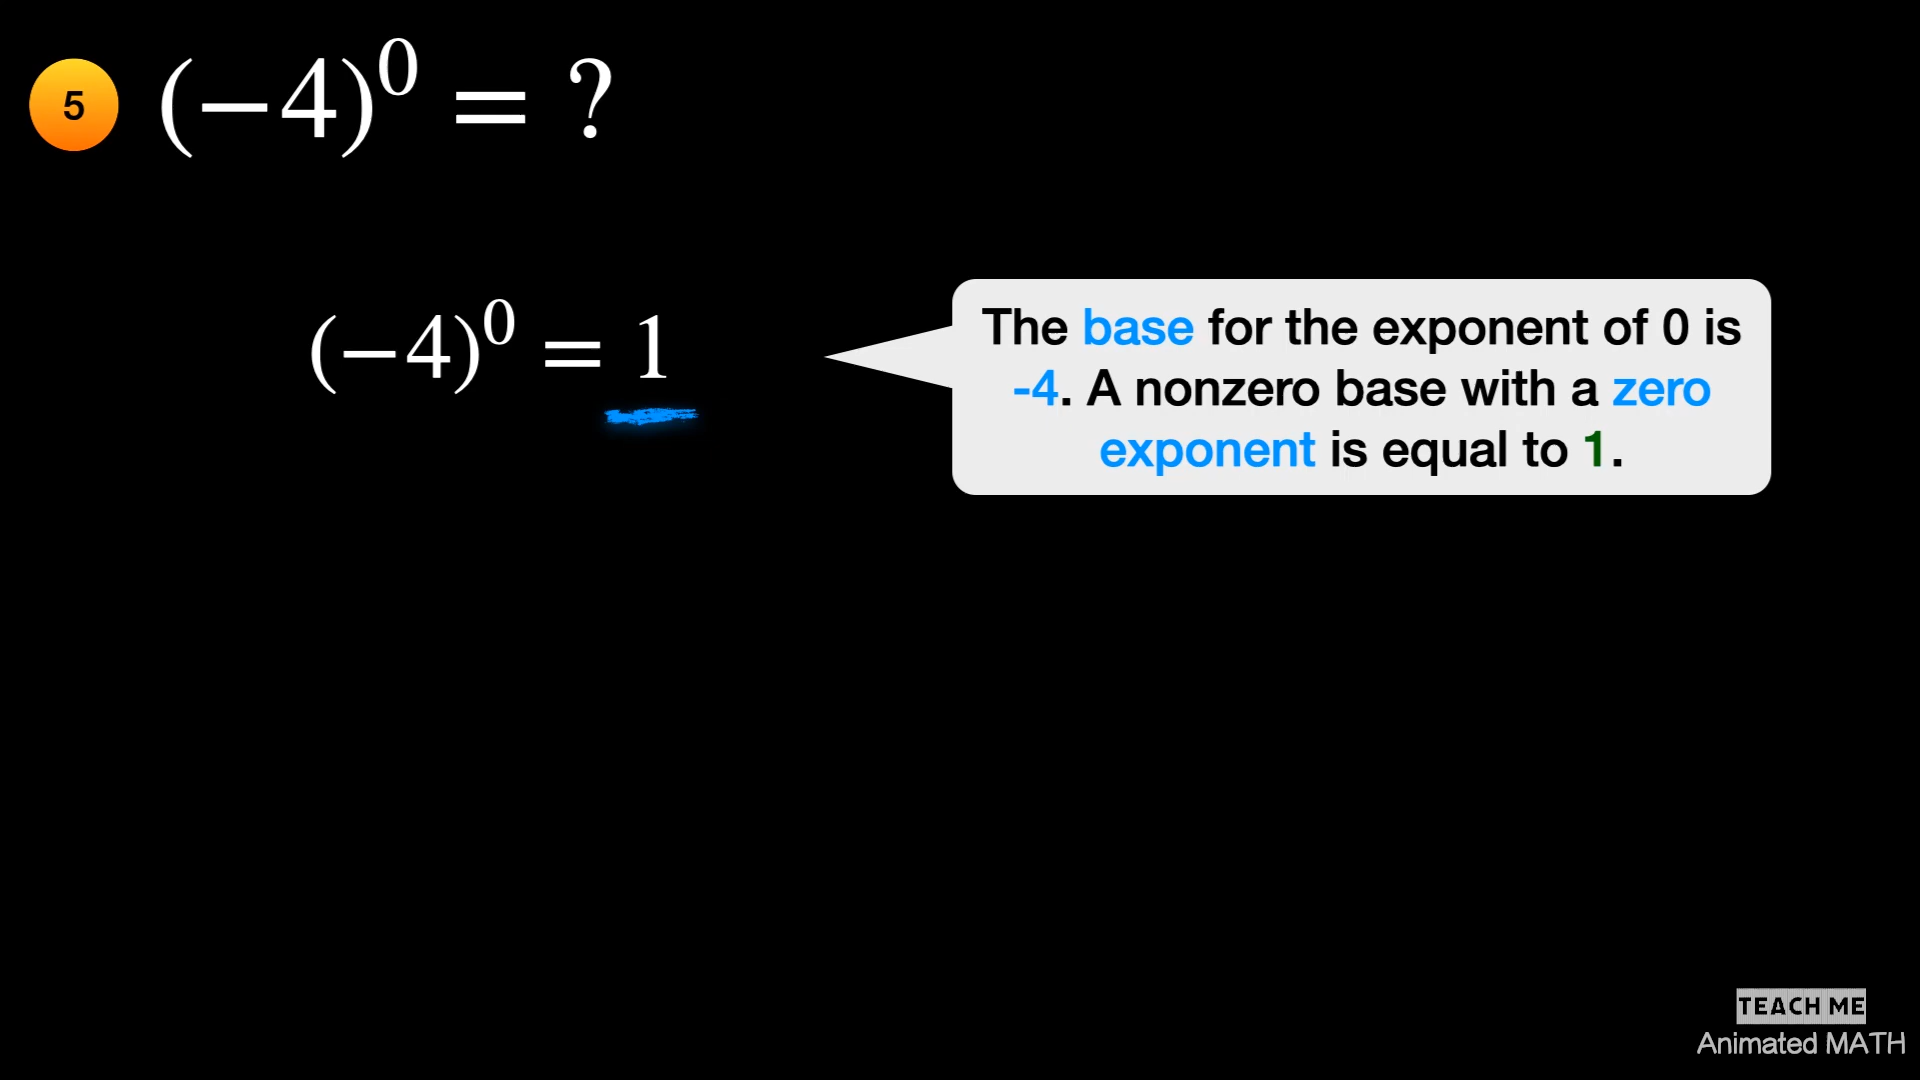 5
(−4)⁰ = ?
(−4)⁰ = 1
The base for the exponent of 0 is
-4. A nonzero base with a zero
exponent is equal to 1.
TEACH ME
Animated MATH